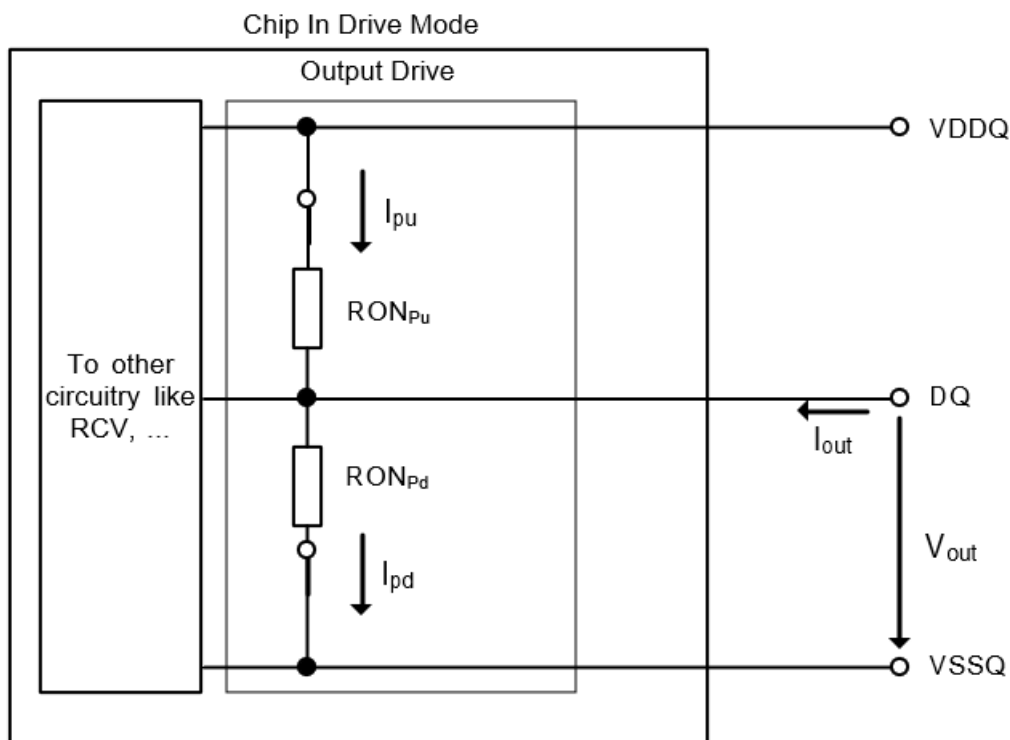 Chip In Drive Mode
Output Drive
VDDQ
Ipu
RONPu
To other
circuitry like
RCV, ...
DQ
Iout
RONPd
Vout
Ipd
VSSQ